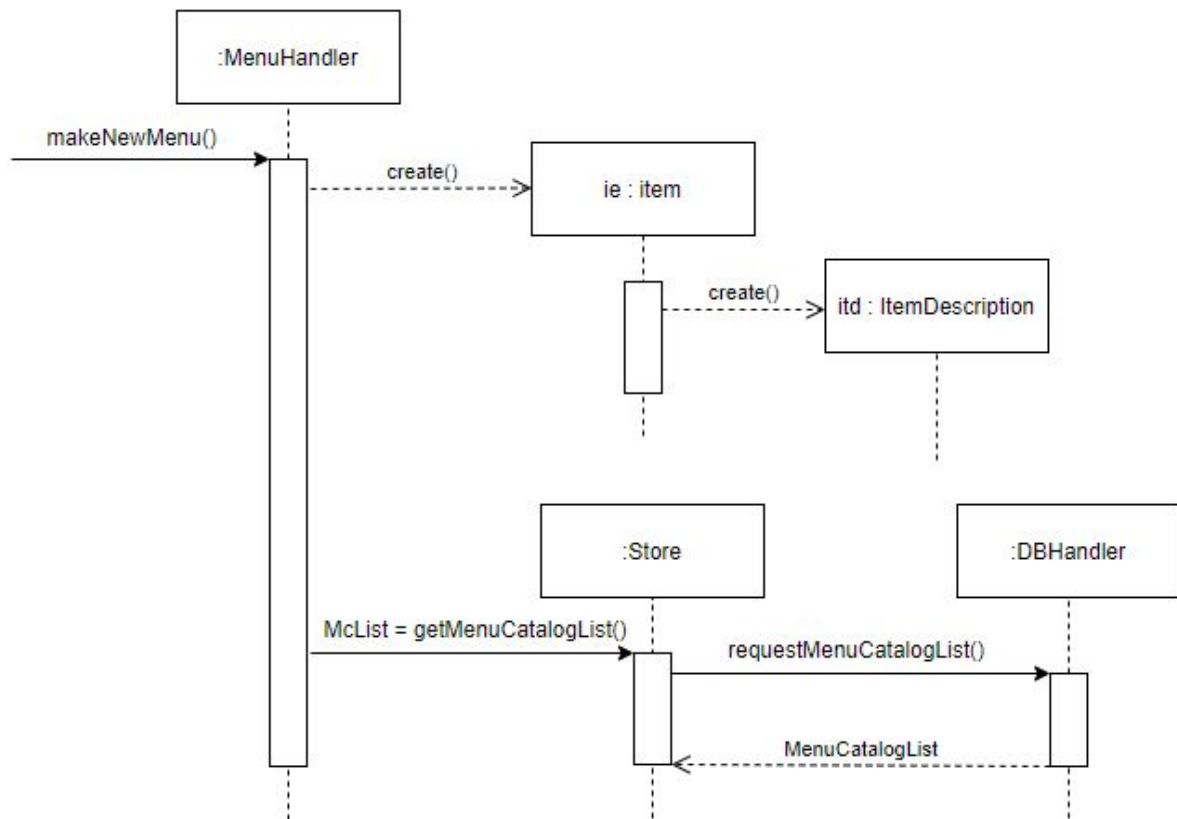 :MenuHandler
makeNewMenu()
create()
ie : item
create()
itd : ItemDescription
:Store
:DBHandler
McList = getMenuCatalogList()
requestMenuCatalogList()
MenuCatalogList